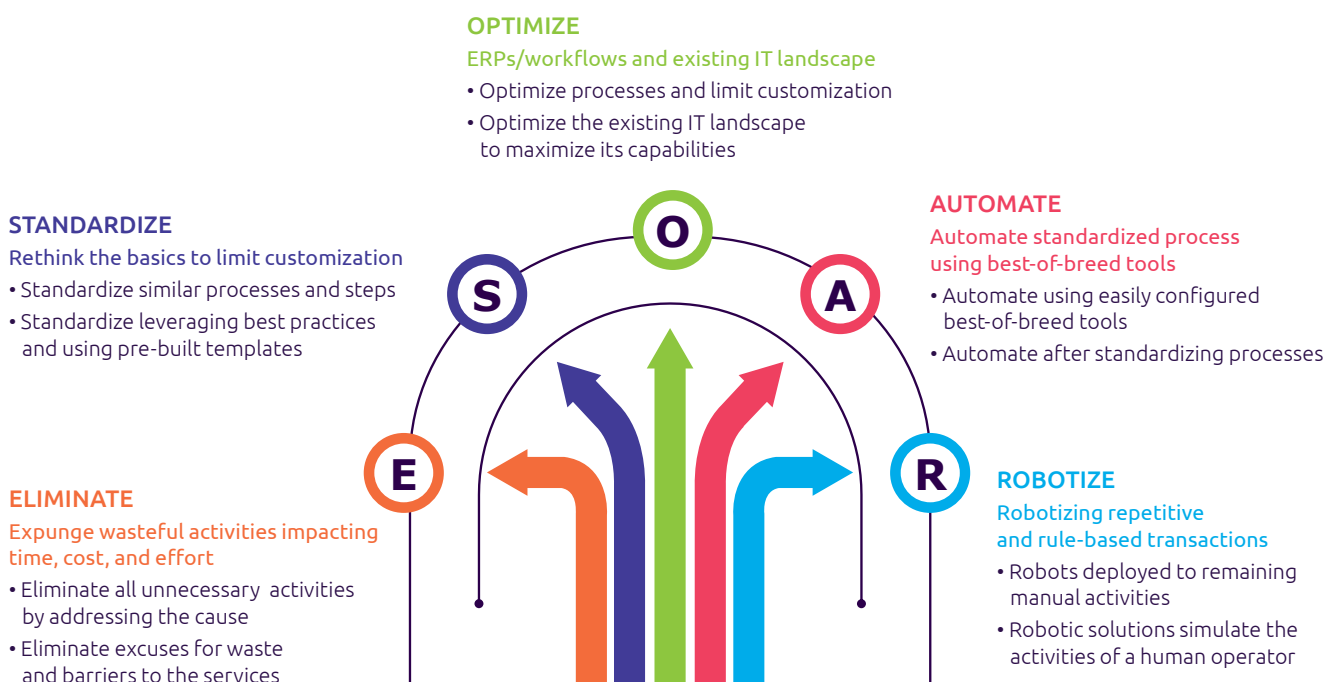 OPTIMIZE
ERPs/workflows and existing IT landscape
• Optimize processes and limit customization
• Optimize the existing IT landscape
to maximize its capabilities
STANDARDIZE
Rethink the basics to limit customization
• Standardize similar processes and steps
• Standardize leveraging best practices
and using pre-built templates
AUTOMATE
Automate standardized process
using best-of-breed tools
• Automate using easily configured
best-of-breed tools
• Automate after standardizing processes
O
S
A
E
R
ELIMINATE
Expunge wasteful activities impacting
time, cost, and effort
• Eliminate all unnecessary activities
by addressing the cause
• Eliminate excuses for waste
and barriers to the services
ROBOTIZE
Robotizing repetitive
and rule-based transactions
• Robots deployed to remaining
manual activities
• Robotic solutions simulate the
activities of a human operator